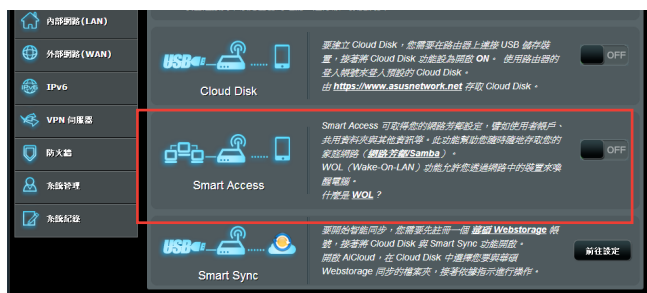 內部網路(LAN)
外部網路(WAN)
IPv6
VPN 伺服器
防火牆
系統管理
系統記錄
USB
Cloud Disk
要建立 Cloud Disk，您需要在路由器上連接 USB 儲存裝
置，接著將 Cloud Disk 功能設為開啟 ON。 使用路由器的
登入帳號來登入預設的 Cloud Disk。
由 https://www.asusnetwork.net 存取 Cloud Disk。
OFF
Smart Access
Smart Access 可取得您的網路芳鄰設定，譬如使用者帳戶、
共用資料夾與其他資訊等。此功能幫助您隨時隨地存取您的
家庭網路（網路芳鄰/Samba）。
WOL（Wake-On-LAN）功能允許您透過網路中的裝置來喚
醒電腦。
什麼是 WOL？
OFF
USB
Smart Sync
要開始智能同步，您需要先註冊一個 華碩 Webstorage 帳
號，接著將 Cloud Disk 與 Smart Sync 功能開啟。
開啟 AiCloud，在 Cloud Disk 中選擇您要與華碩
Webstorage 同步的檔案夾，接著依據指示進行操作。
前往設定